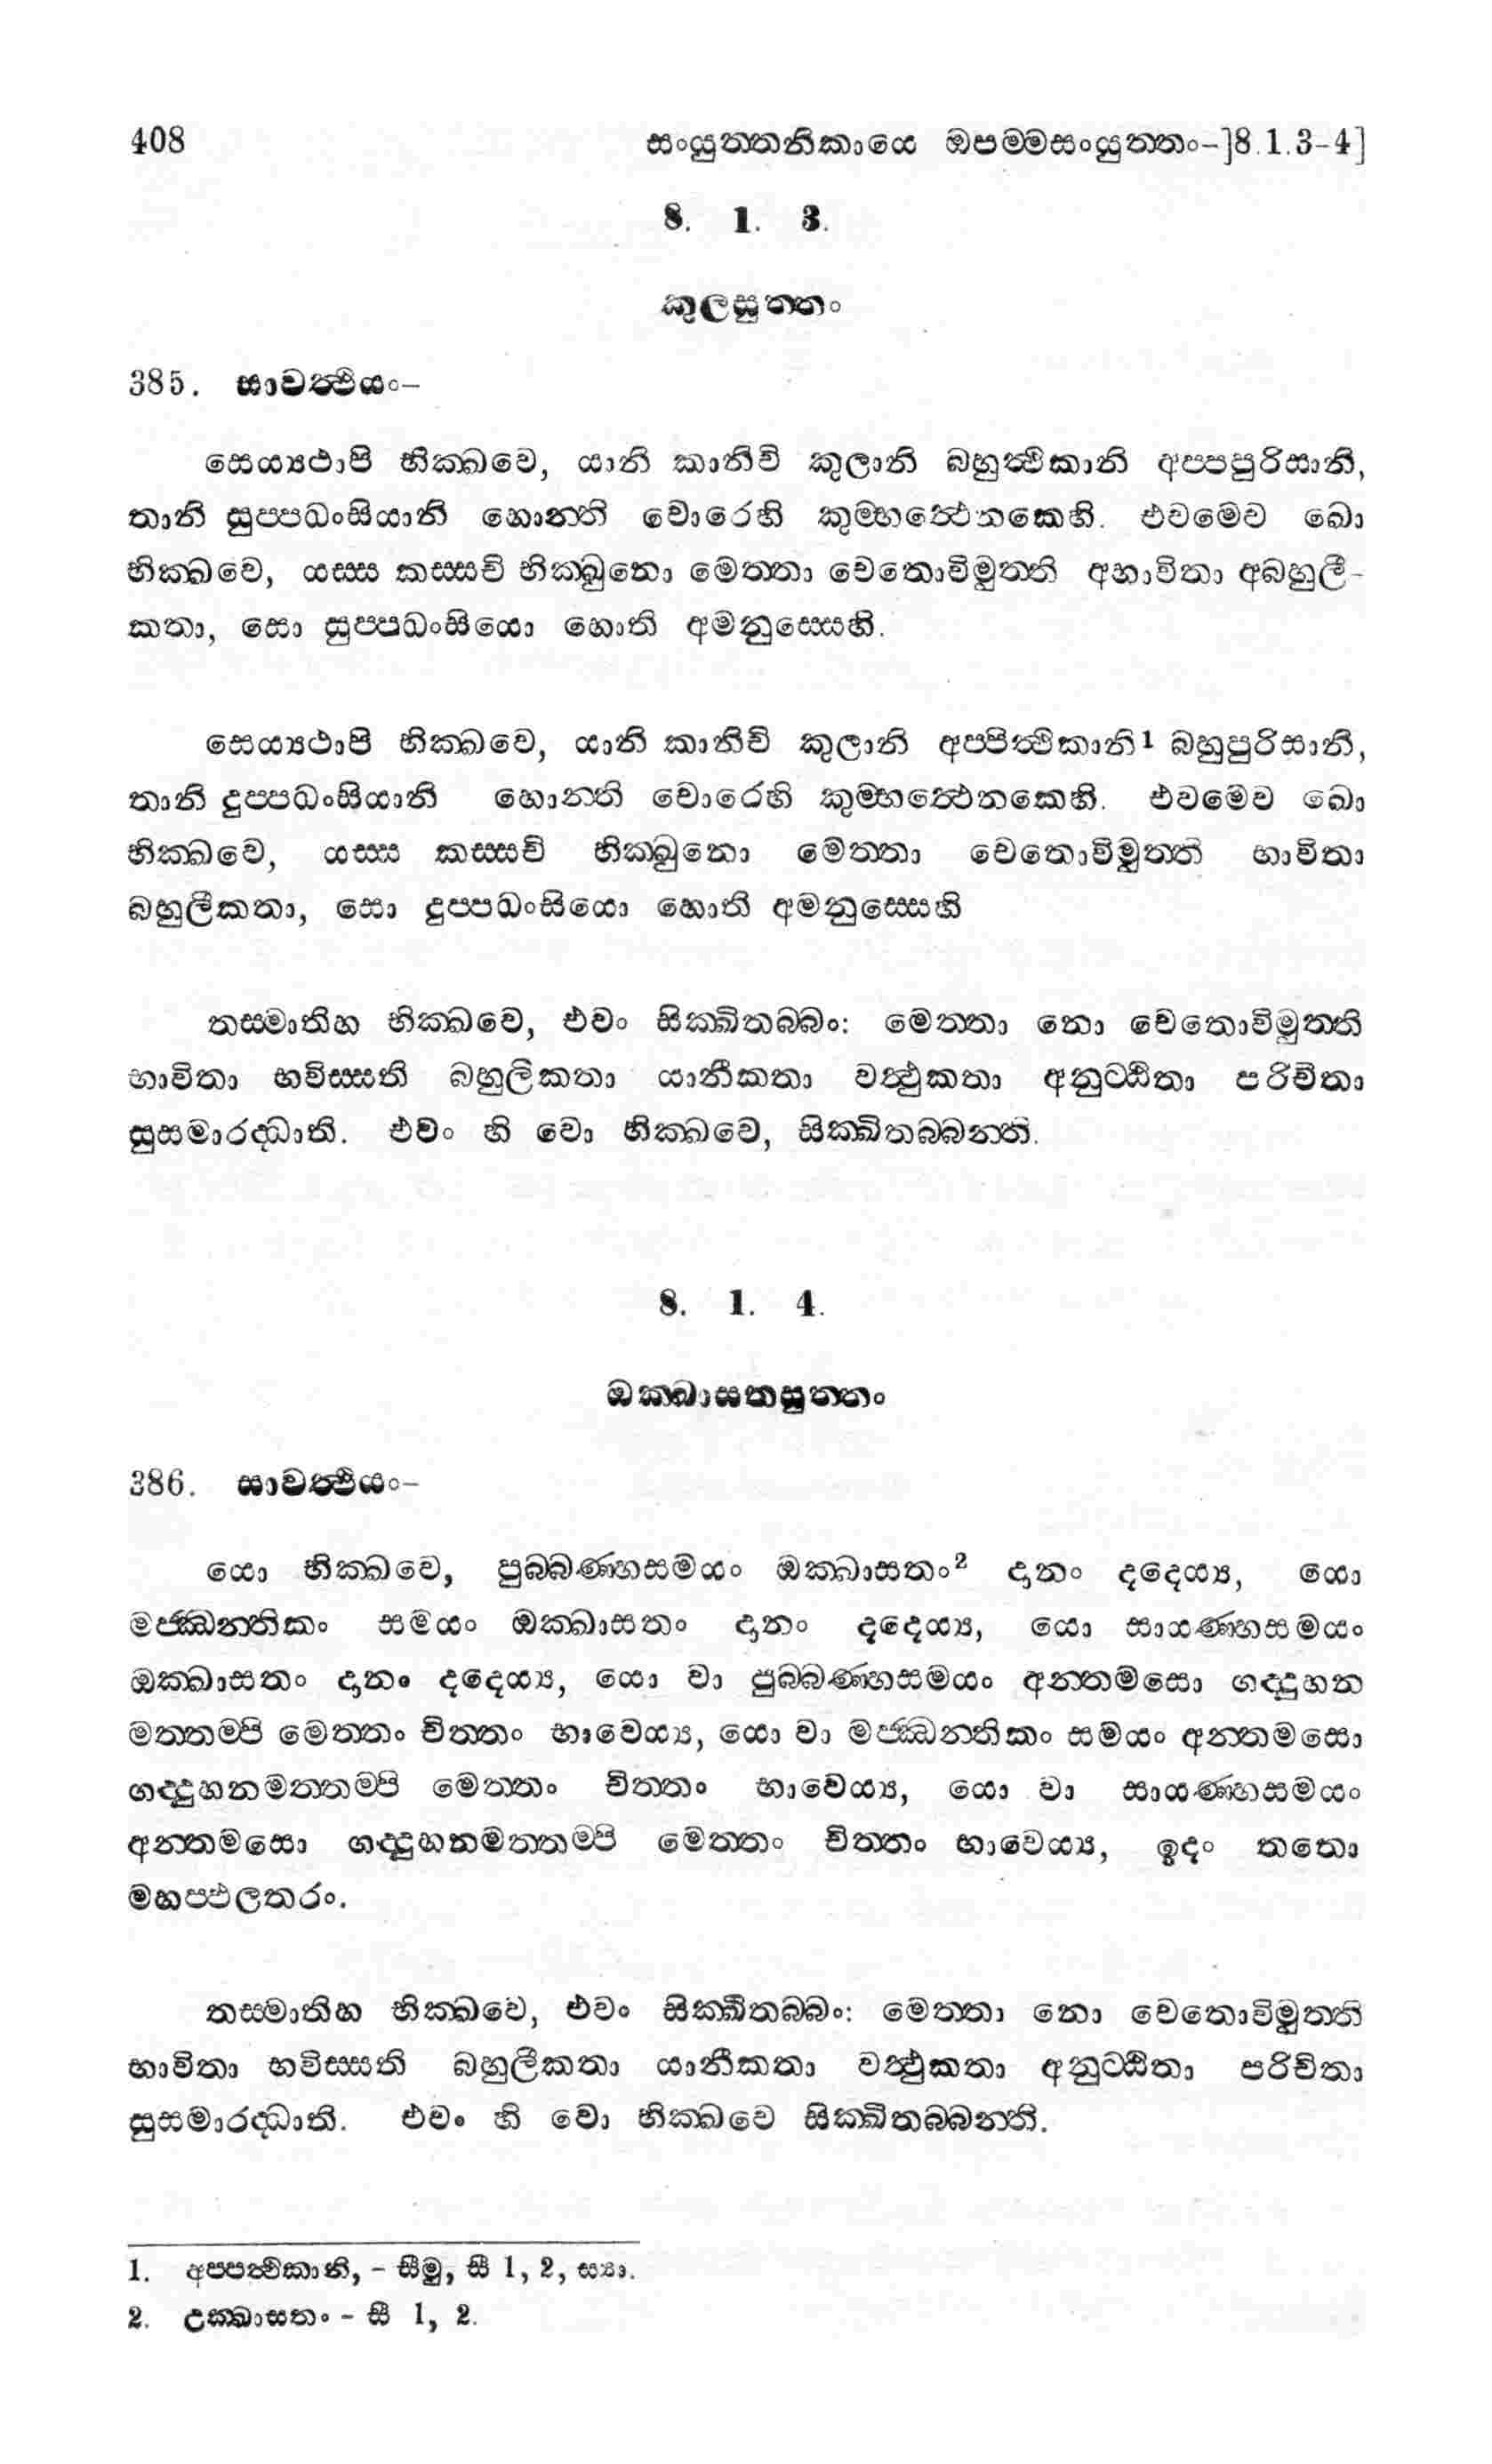 408 සංයුත්තනිකායෙ ඔපම්මසංයුත්තං-]8.1.3-4]
8. 1. 3.
කුලසුත්තං
385. සාවත්ථියං-
සෙය්‍යථාපි භික්ඛවෙ, යානි කානිචි කුලානි බහුත්ථිකානි අප්පපුරිසානි,
තානි සුප්පධංසියානි හොන්ති චොරෙහි කුම්භත්ථෙනකෙහි. එවමෙව ඛො
භික්ඛවෙ, යස්ස කස්සචි භික්ඛුනො මෙත්තා චෙතොවිමුත්ති අභාවිතා අබහුලී-
කතා, සො සුප්පධංසියො හොති අමනුස්සෙහි.
සෙය්‍යථාපි භික්ඛවෙ, යානි කානිචි කුලානි අප්පිත්ථිකානි1 බහුපුරිසානි,
තානි දුප්පධංසියානි හොන්ති චොරෙහි කුම්භත්ථෙනකෙහි. එවමෙව ඛො
භික්ඛවෙ, යස්ස කස්සචි භික්ඛුනො මෙත්තා චෙතොවිමුත්ති භාවිතා
බහුලීකතා, සො දුප්පධංසියො හොති අමනුස්සෙහි
තස්මාතිහ භික්ඛවෙ, එවං සික්ඛිතබ්බං: මෙත්තා නො චෙතොවිමුත්ති
භාවිතා භවිස්සති බහුලිකතා යානීකතා වත්ථුකතා අනුට්ඨිතා පරිචිතා
සුසමාරද්ධාති. එවං හි වො භික්ඛවෙ, සික්ඛිතබ්බන්ති.
8. 1. 4.
ඔක්ඛාසතසුත්තං
386. සාවත්ථියං-
යො භික්ඛවෙ, පුබ්බණ්හසමයං ඔක්ඛාසතං2 දානං දදෙය්‍ය, යො
මජ්ඣන්තිකං සමයං ඔක්ඛාසතං දානං දදෙය්‍ය, යො සායණ්හසමයං
ඔක්ඛාසතං දානං දදෙය්‍ය, යො වා පුබ්බණ්හසමයං අන්තමසො ගද්දුහන
මත්තම්පි මෙත්තං චිත්තං භාවෙය්‍ය, යො වා මජ්ඣන්තිකං සමයං අන්තමසො
ගද්දුහනමත්තම්පි මෙත්තං චිත්තං භාවෙය්‍ය, යො වා සායණ්හසමයං
අන්තමසො ගද්දුහනමත්තම්පි මෙත්තං චිත්තං භාවෙය්‍ය, ඉදං තතො
මහප්ඵලතරං.
තස්මාතිහ භික්ඛවෙ, එවං සික්ඛිතබ්බං: මෙත්තා නො චෙතොවිමුත්ති
භාවිතා භවිස්සති බහුලීකතා යානීකතා වත්ථුකතා අනුට්ඨිතා පරිචිතා
සුසමාරද්ධාති. එවං හි වො භික්ඛවෙ සික්ඛිතබ්බන්ති.
1. අප්පත්ථිකානි, - සීමු, සී 1, 2, ස්‍යා.
2. උක්ඛාසතං - සී 1, 2.